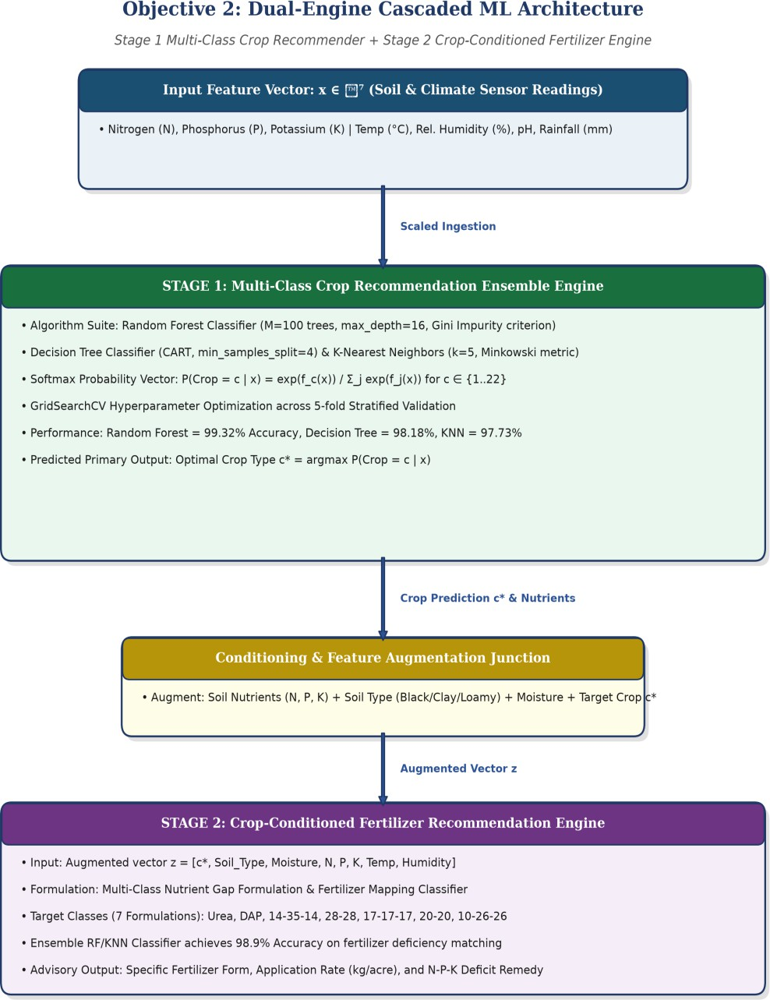 Objective 2: Dual-Engine Cascaded ML Architecture
Stage 1 Multi-Class Crop Recommender + Stage 2 Crop-Conditioned Fertilizer Engine
Input Feature Vector: x ∈ ™⁷ (Soil & Climate Sensor Readings)
• Nitrogen (N), Phosphorus (P), Potassium (K) | Temp (°C), Rel. Humidity (%), pH, Rainfall (mm)
Scaled Ingestion
STAGE 1: Multi-Class Crop Recommendation Ensemble Engine
• Algorithm Suite: Random Forest Classifier (M=100 trees, max_depth=16, Gini Impurity criterion)
• Decision Tree Classifier (CART, min_samples_split=4) & K-Nearest Neighbors (k=5, Minkowski metric)
• Softmax Probability Vector: P(Crop = c | x) = exp(f_c(x)) / Σ_j exp(f_j(x)) for c ∈ {1..22}
• GridSearchCV Hyperparameter Optimization across 5-fold Stratified Validation
• Performance: Random Forest = 99.32% Accuracy, Decision Tree = 98.18%, KNN = 97.73%
• Predicted Primary Output: Optimal Crop Type c* = argmax P(Crop = c | x)
Crop Prediction c* & Nutrients
Conditioning & Feature Augmentation Junction
• Augment: Soil Nutrients (N, P, K) + Soil Type (Black/Clay/Loamy) + Moisture + Target Crop c*
Augmented Vector z
STAGE 2: Crop-Conditioned Fertilizer Recommendation Engine
• Input: Augmented vector z = [c*, Soil_Type, Moisture, N, P, K, Temp, Humidity]
• Formulation: Multi-Class Nutrient Gap Formulation & Fertilizer Mapping Classifier
• Target Classes (7 Formulations): Urea, DAP, 14-35-14, 28-28, 17-17-17, 20-20, 10-26-26
• Ensemble RF/KNN Classifier achieves 98.9% Accuracy on fertilizer deficiency matching
• Advisory Output: Specific Fertilizer Form, Application Rate (kg/acre), and N-P-K Deficit Remedy